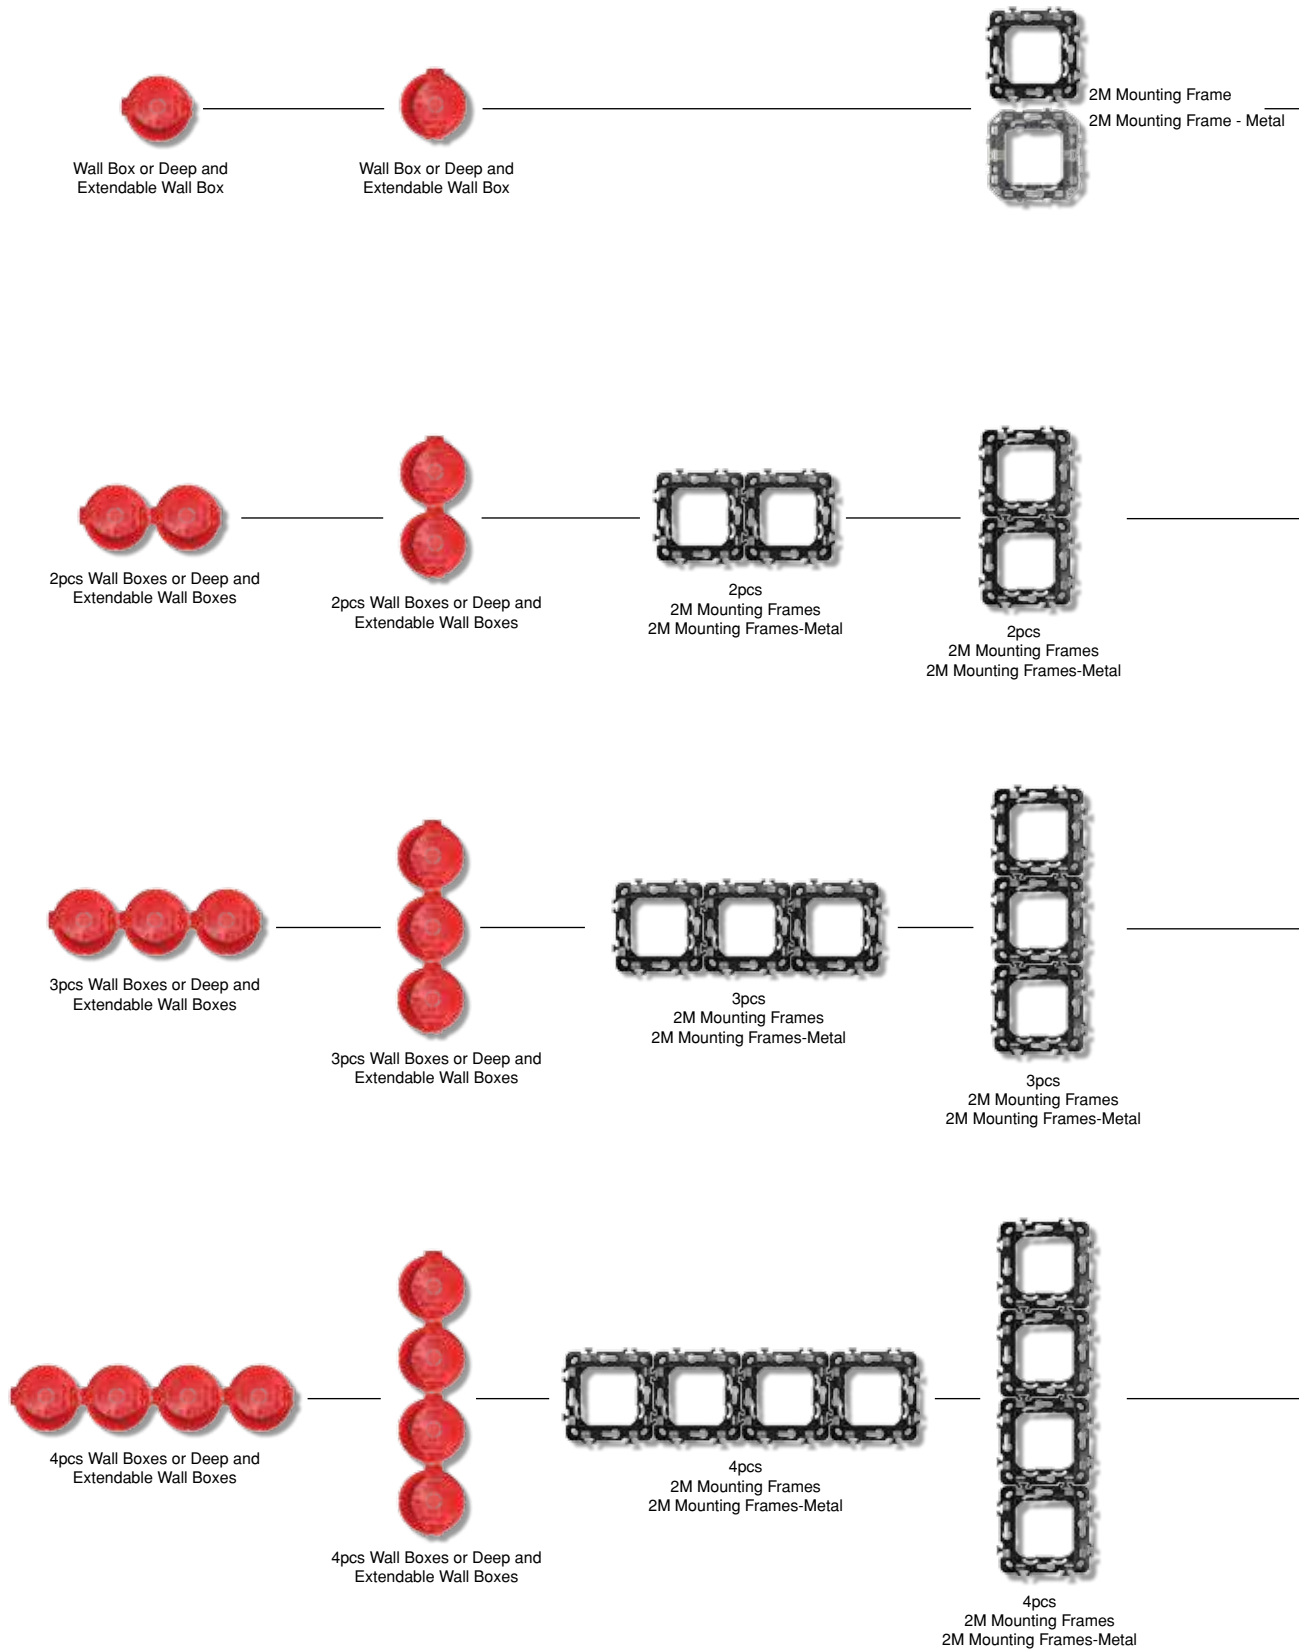 2M Mounting Frame
2M Mounting Frame - Metal
Wall Box or Deep and
Extendable Wall Box
Wall Box or Deep and
Extendable Wall Box
2pcs Wall Boxes or Deep and
Extendable Wall Boxes
2pcs Wall Boxes or Deep and
Extendable Wall Boxes
2pcs
2M Mounting Frames
2M Mounting Frames-Metal
2pcs
2M Mounting Frames
2M Mounting Frames-Metal
3pcs Wall Boxes or Deep and
Extendable Wall Boxes
3pcs Wall Boxes or Deep and
Extendable Wall Boxes
3pcs
2M Mounting Frames
2M Mounting Frames-Metal
3pcs
2M Mounting Frames
2M Mounting Frames-Metal
4pcs Wall Boxes or Deep and
Extendable Wall Boxes
4pcs Wall Boxes or Deep and
Extendable Wall Boxes
4pcs
2M Mounting Frames
2M Mounting Frames-Metal
4pcs
2M Mounting Frames
2M Mounting Frames-Metal